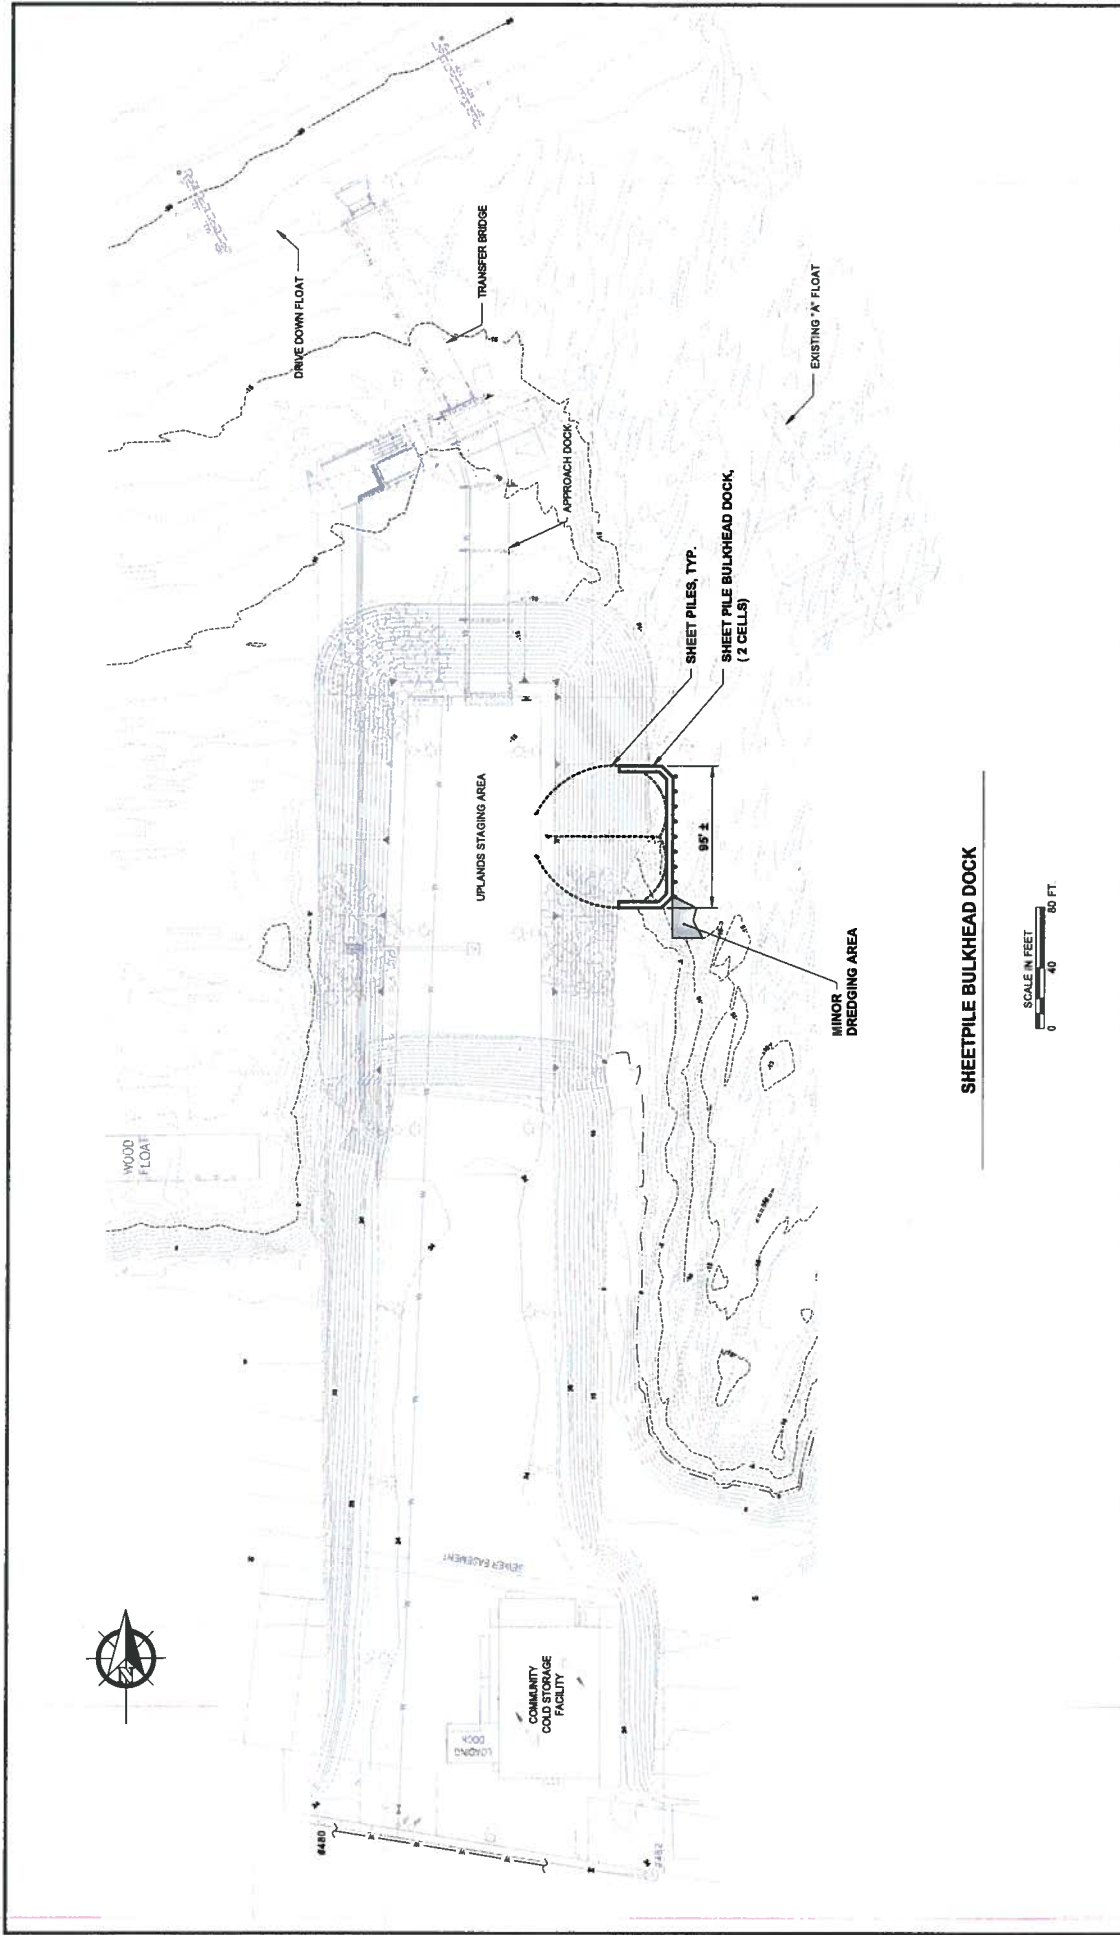 DRIVE DOWN FLOAT
TRANSFER BRIDGE
EXISTING "A" FLOAT
APPROACH DOCK
SHEET PILES, TYP.
SHEET PILE BULKHEAD DOCK,
( 2 CELLS)
UPLANDS STAGING AREA
95' ±
MINOR
DREDGING AREA
WOOD
FLOAT
SEWER EASEMENT
COMMUNITY
COLD STORAGE
FACILITY
LOADING
DOCK
#480
#482
N
SHEETPILE BULKHEAD DOCK
SCALE IN FEET
0 40 80 FT.